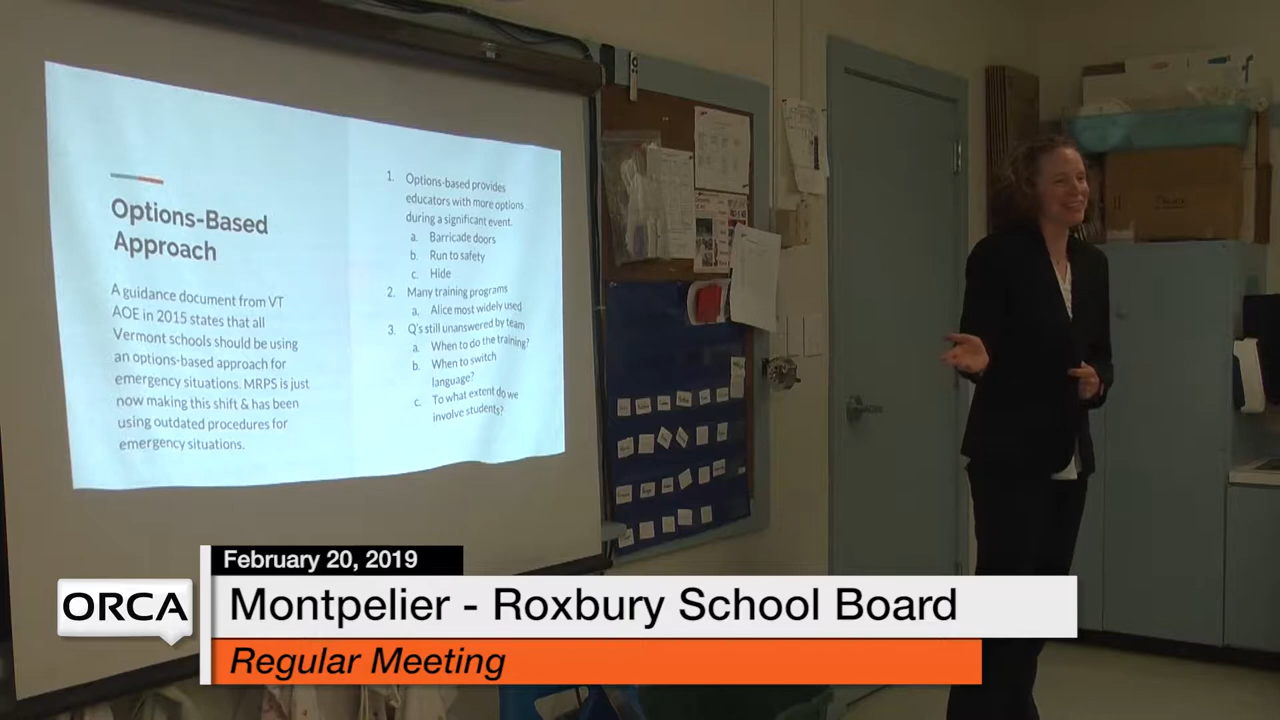 Options-Based
Approach
A guidance document from VT
AOE in 2015 states that all
Vermont schools should be using
an options-based approach for
emergency situations. MRPS is just
now making this shift & has been
using outdated procedures for
emergency situations.
1. Options-based provides
educators with more options
during a significant event.
a. Barricade doors
b. Run to safety
c. Hide
2. Many training programs
a. Alice most widely used
3. Q's still unanswered by team
a. When to do the training?
b. When to switch
language?
c. To what extent do we
involve students?
February 20, 2019
ORCA
Montpelier - Roxbury School Board
Regular Meeting